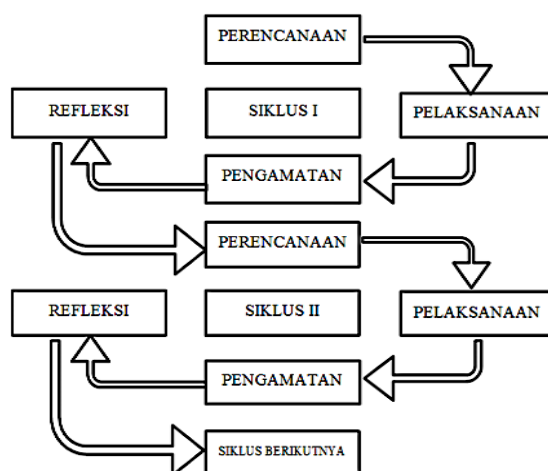 PERENCANAAN
REFLEKSI
SIKLUS I
PELAKSANAAN
PENGAMATAN
PERENCANAAN
REFLEKSI
SIKLUS II
PELAKSANAAN
PENGAMATAN
SIKLUS BERIKUTNYA